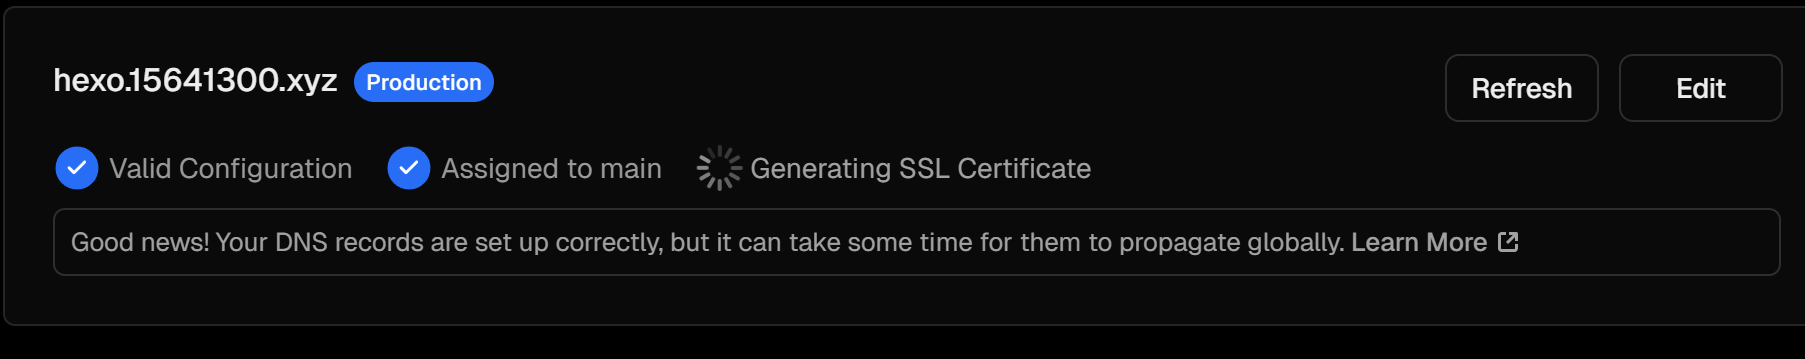 hexo.15641300.xyz Production Refresh Edit
Valid Configuration Assigned to main Generating SSL Certificate
Good news! Your DNS records are set up correctly, but it can take some time for them to propagate globally. Learn More